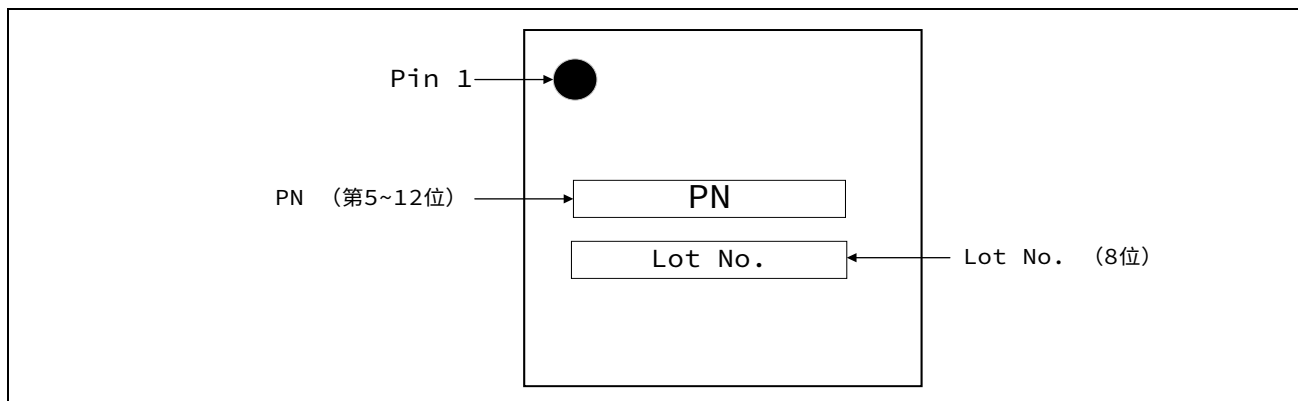 Pin 1
PN （第5~12位）
PN
Lot No.
Lot No. （8位）